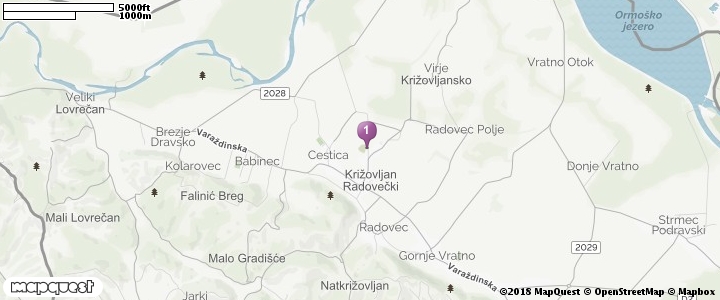 5000ft
1000m
Ormoško
jezero
Virje
Križovljansko
Vratno Otok
Veliki
Lovrečan
2028
Brezje
Dravsko
Varaždinska
1
Radovec Polje
Kolarovec
Babinec
Cestica
Donje Vratno
Križovljan
Radovečki
Falinić Breg
Mali Lovrečan
Radovec
Strmec
Podravski
2029
Malo Gradišće
Gornje Vratno
Varaždinska
Natkrižovljan
Jarki
mapquest
©2018 MapQuest © OpenStreetMap © Mapbox